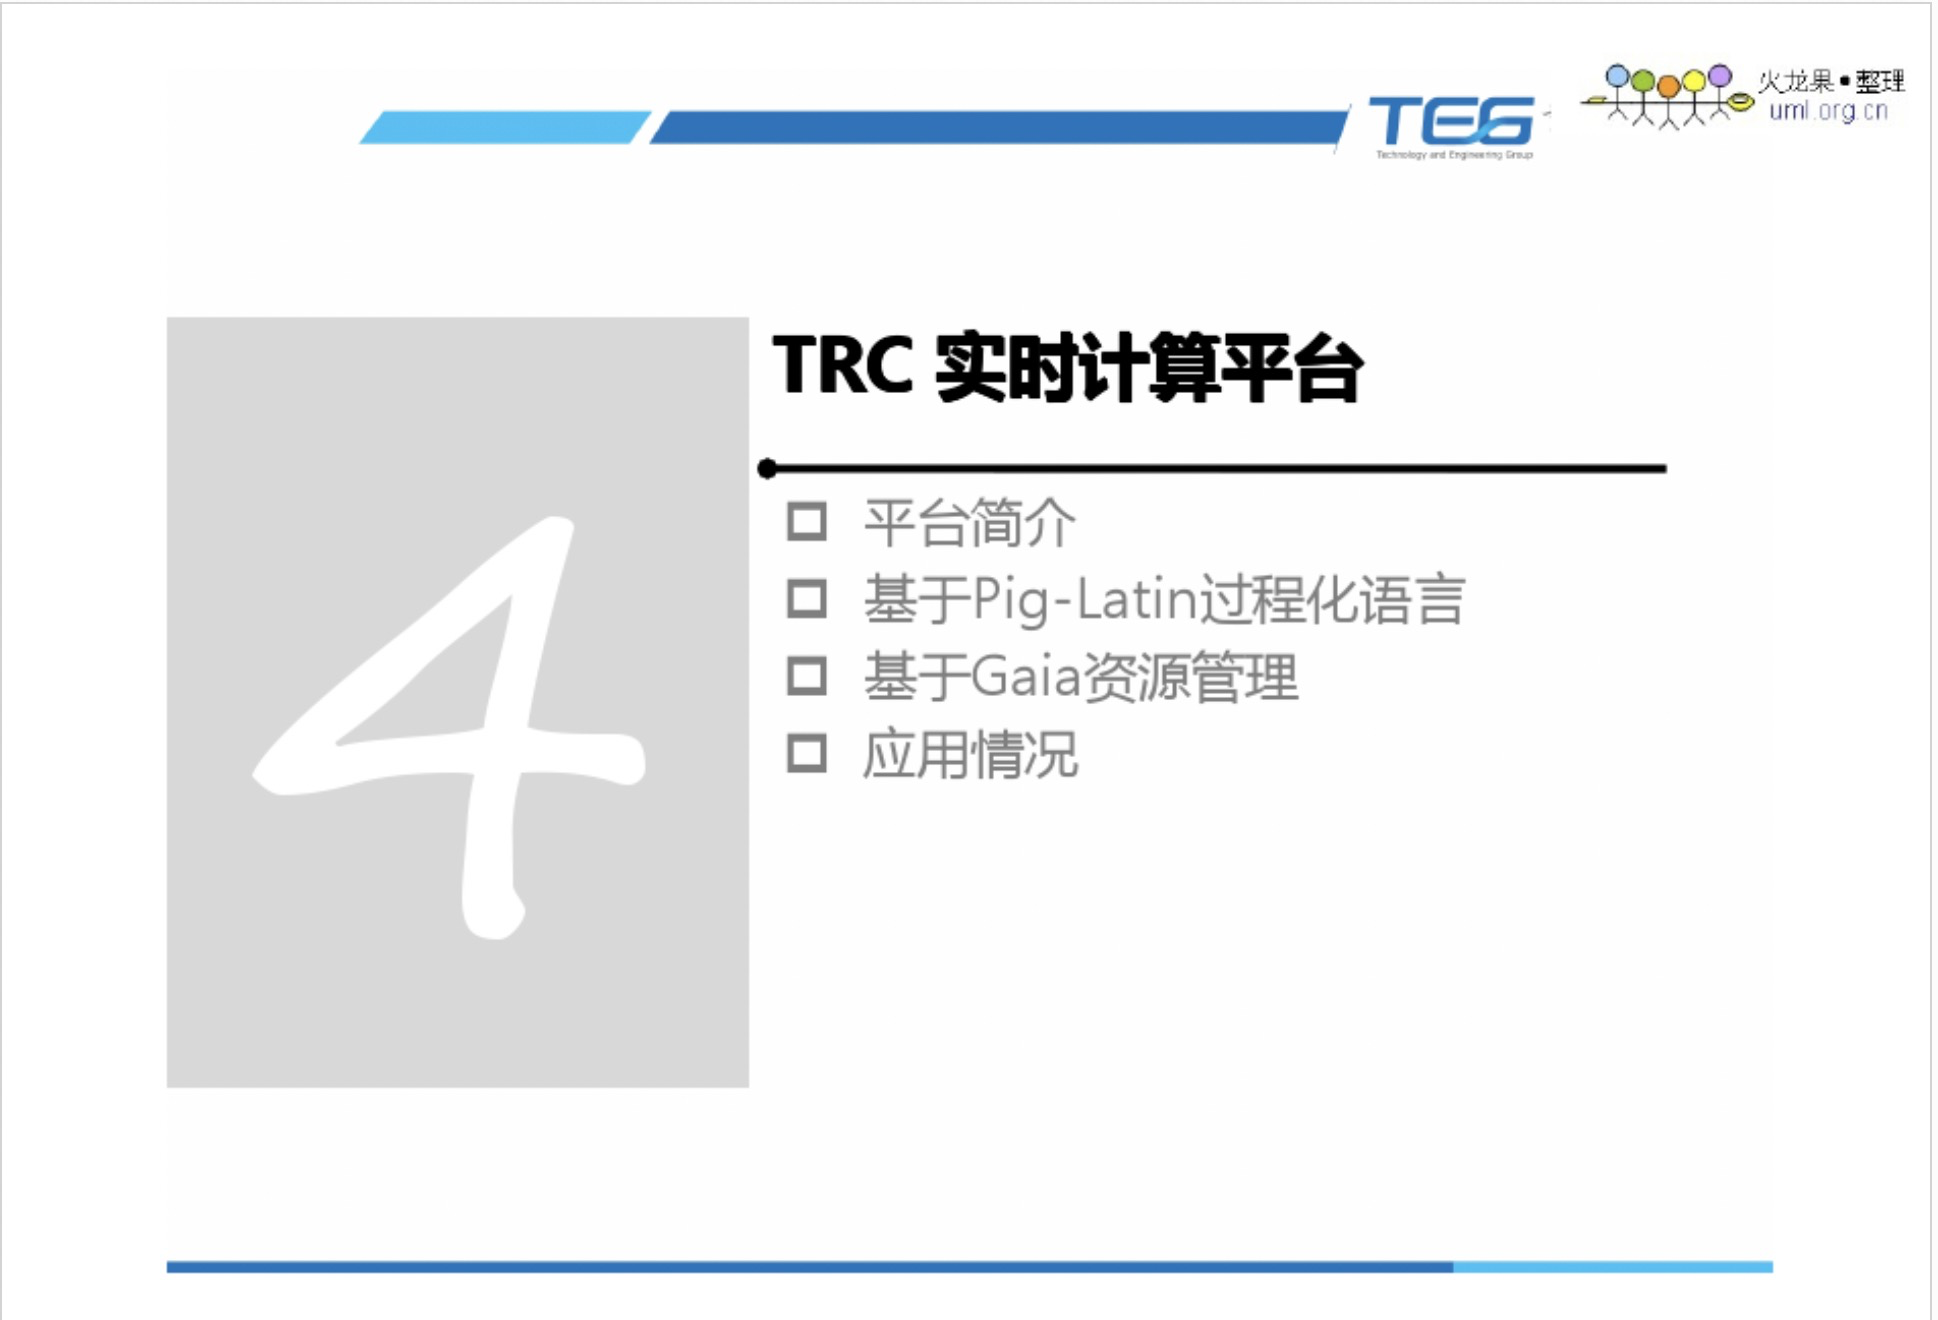 TEG
Technology and Engineering Group
火龙果•整理
uml.org.cn
4
TRC 实时计算平台
平台简介
基于Pig-Latin过程化语言
基于Gaia资源管理
应用情况